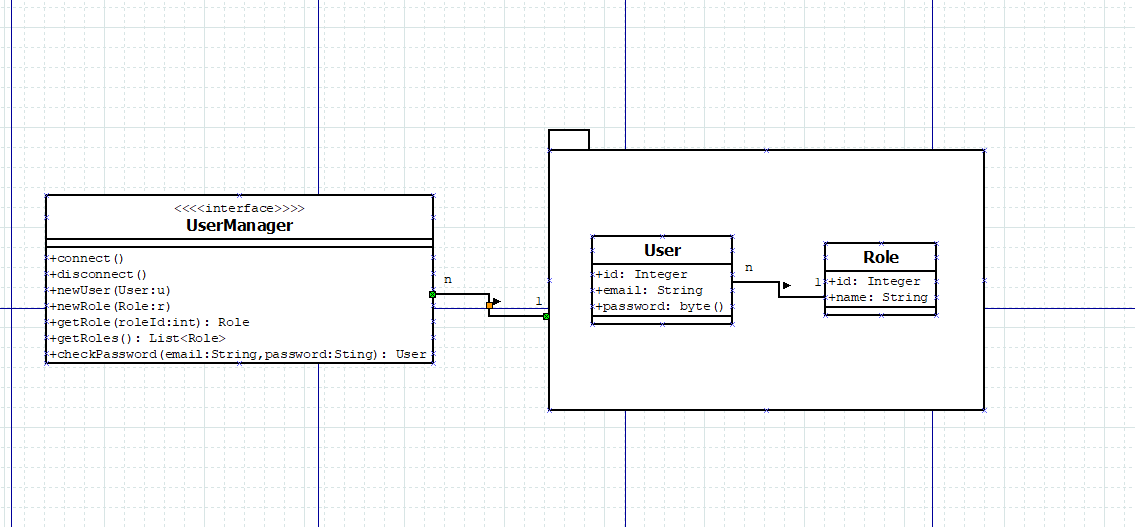 <<<<interface>>>>
UserManager
+connect()
+disconnect()
+newUser(User:u)
+newRole(Role:r)
+getRole(roleId:int): Role
+getRoles(): List<Role>
+checkPassword(email:String,password:Sting): User
n
1
User
+id: Integer
+email: String
+password: byte()
n
1
Role
+id: Integer
+name: String